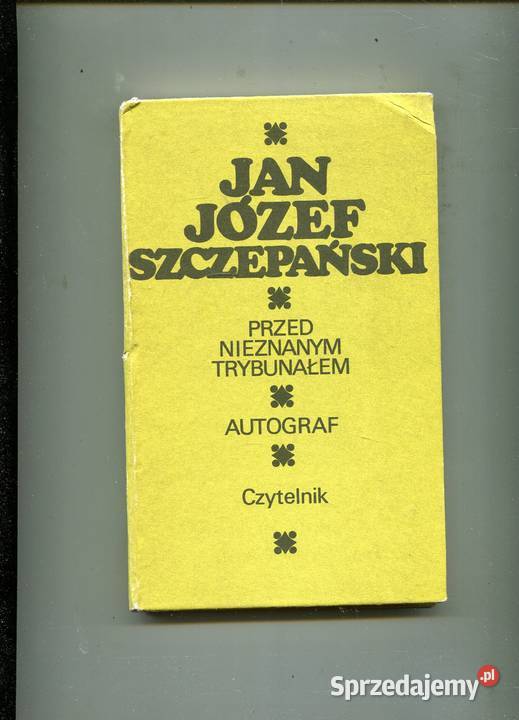 JAN
JÓZEF
SZCZEPAŃSKI
PRZED
NIEZNANYM
TRYBUNAŁEM
AUTOGRAF
Czytelnik
Sprzedajemy.pl